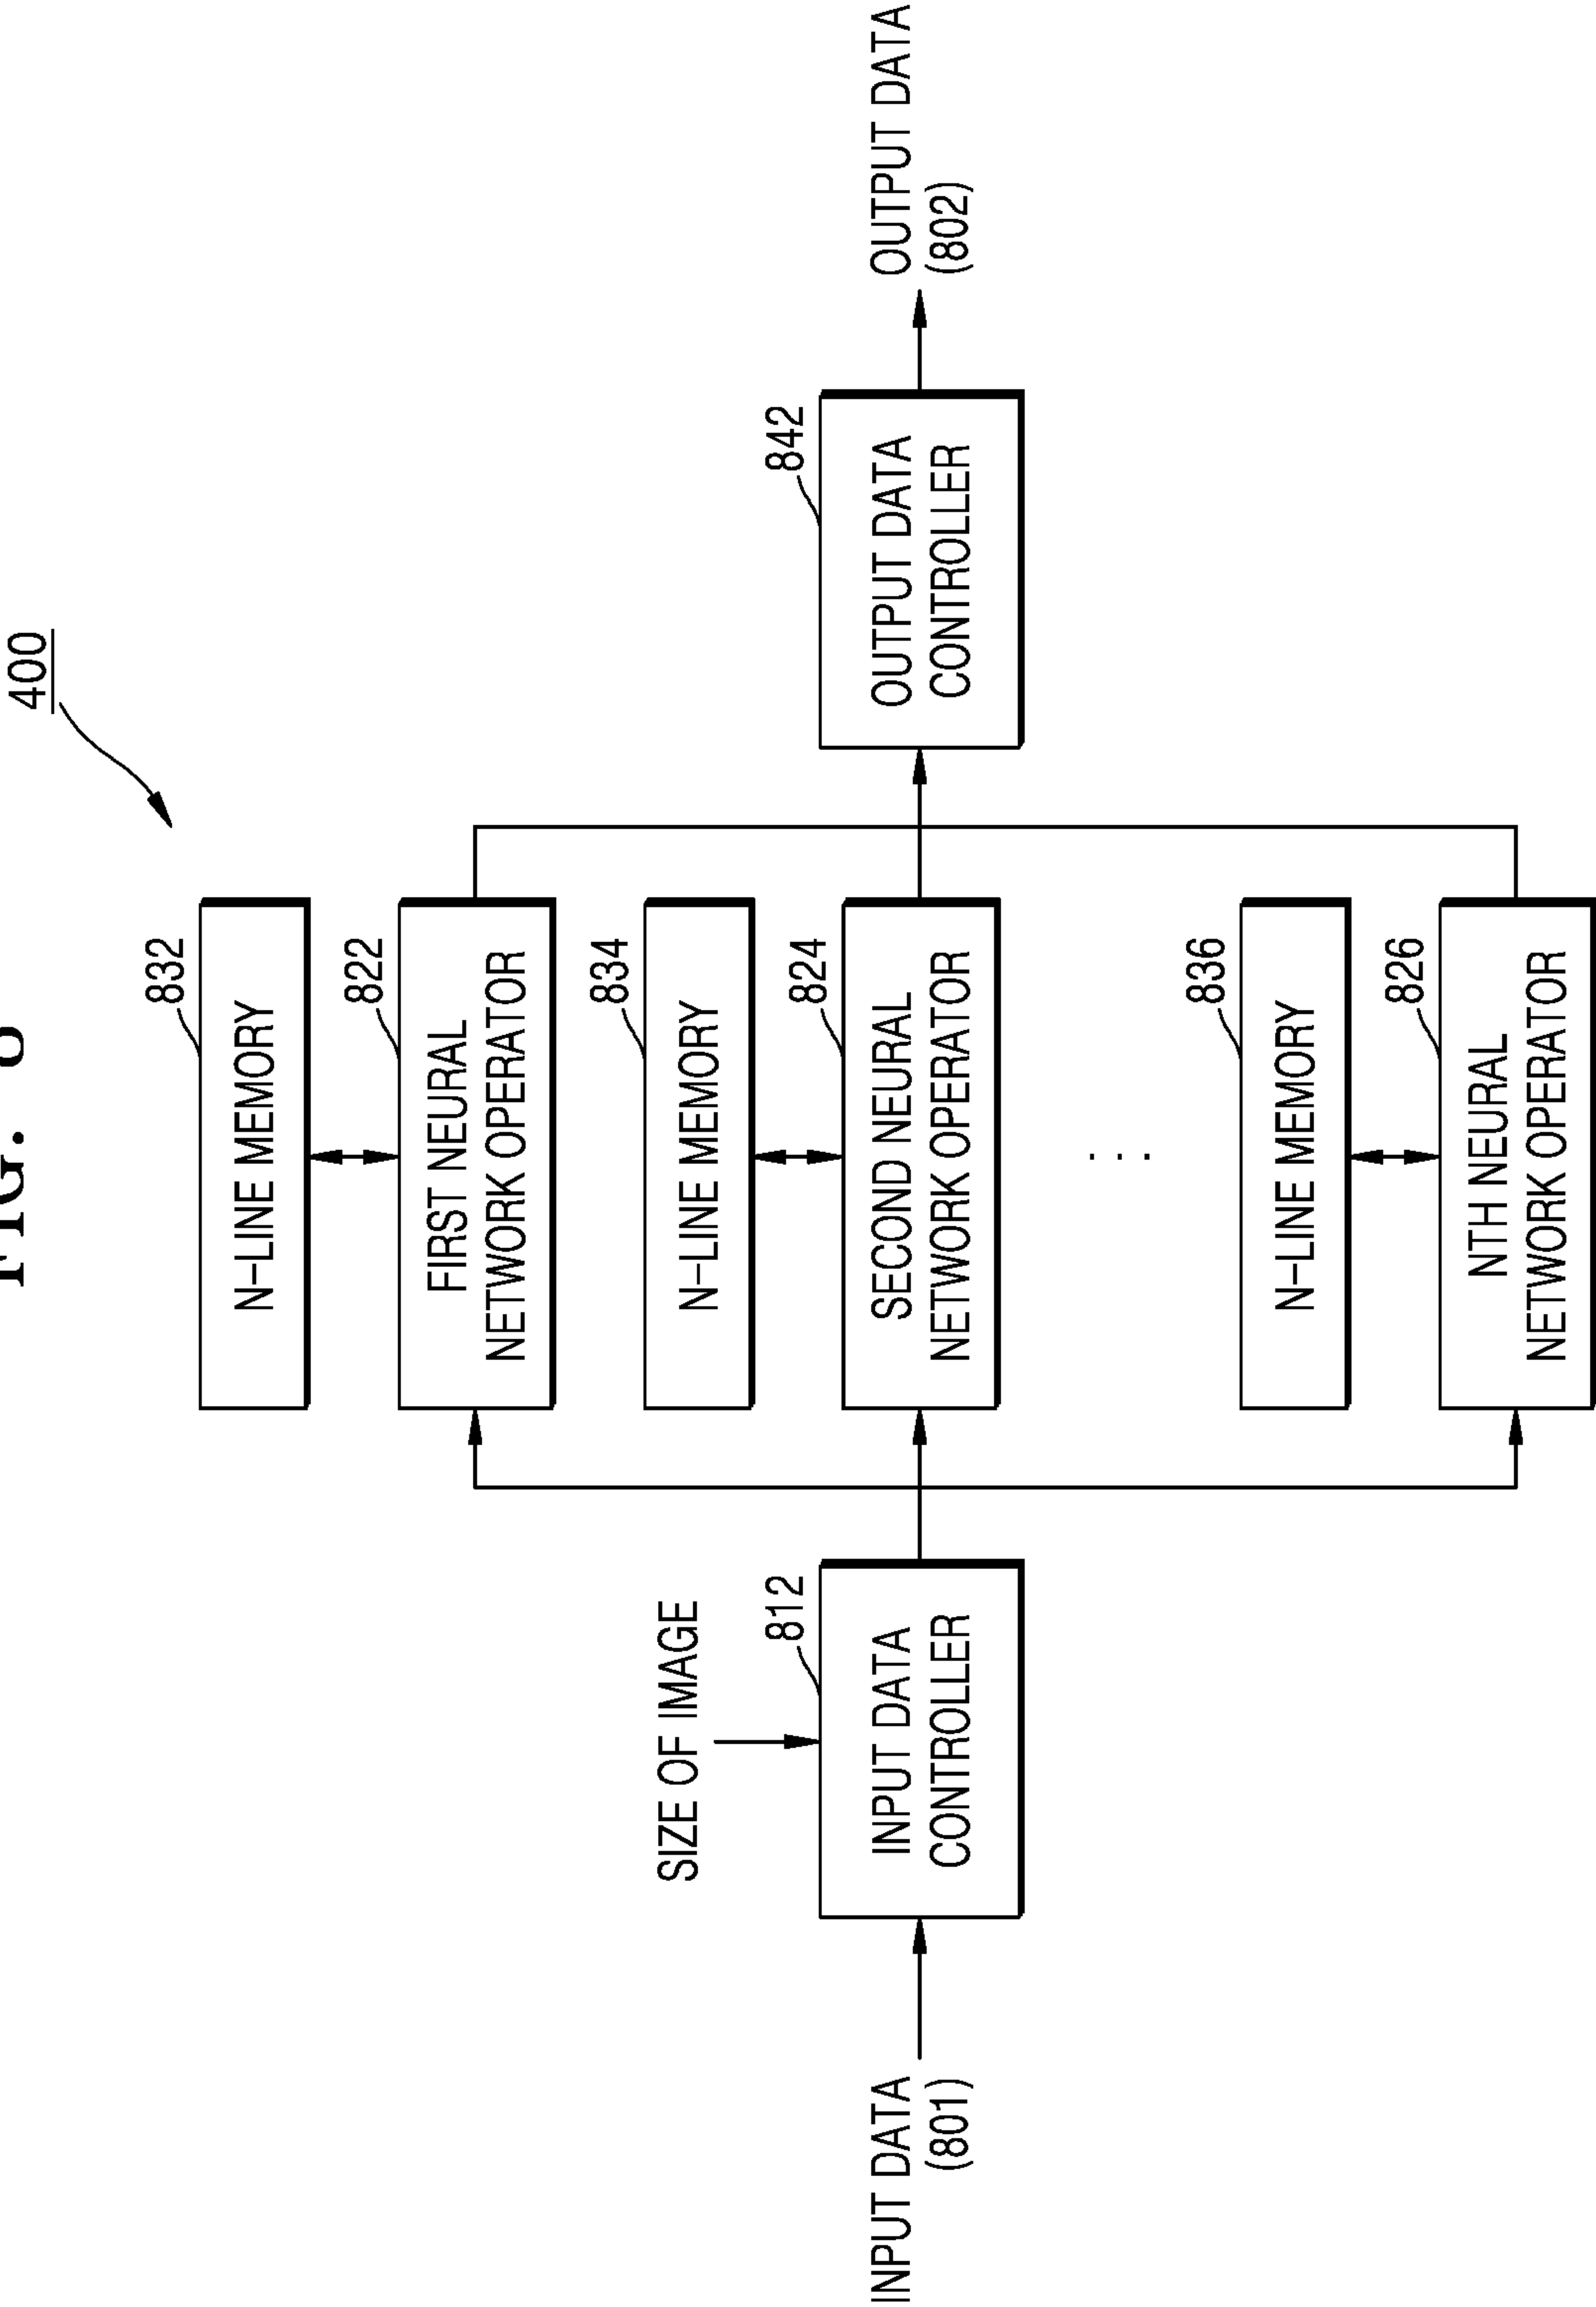 FIG. 8
400
832
N-LINE MEMORY
822
FIRST NEURAL
NETWORK OPERATOR
834
N-LINE MEMORY
SIZE OF IMAGE
812
INPUT DATA
CONTROLLER
824
SECOND NEURAL
NETWORK OPERATOR
842
OUTPUT DATA
CONTROLLER
INPUT DATA
(801)
OUTPUT DATA
(802)
. . .
836
N-LINE MEMORY
826
NTH NEURAL
NETWORK OPERATOR